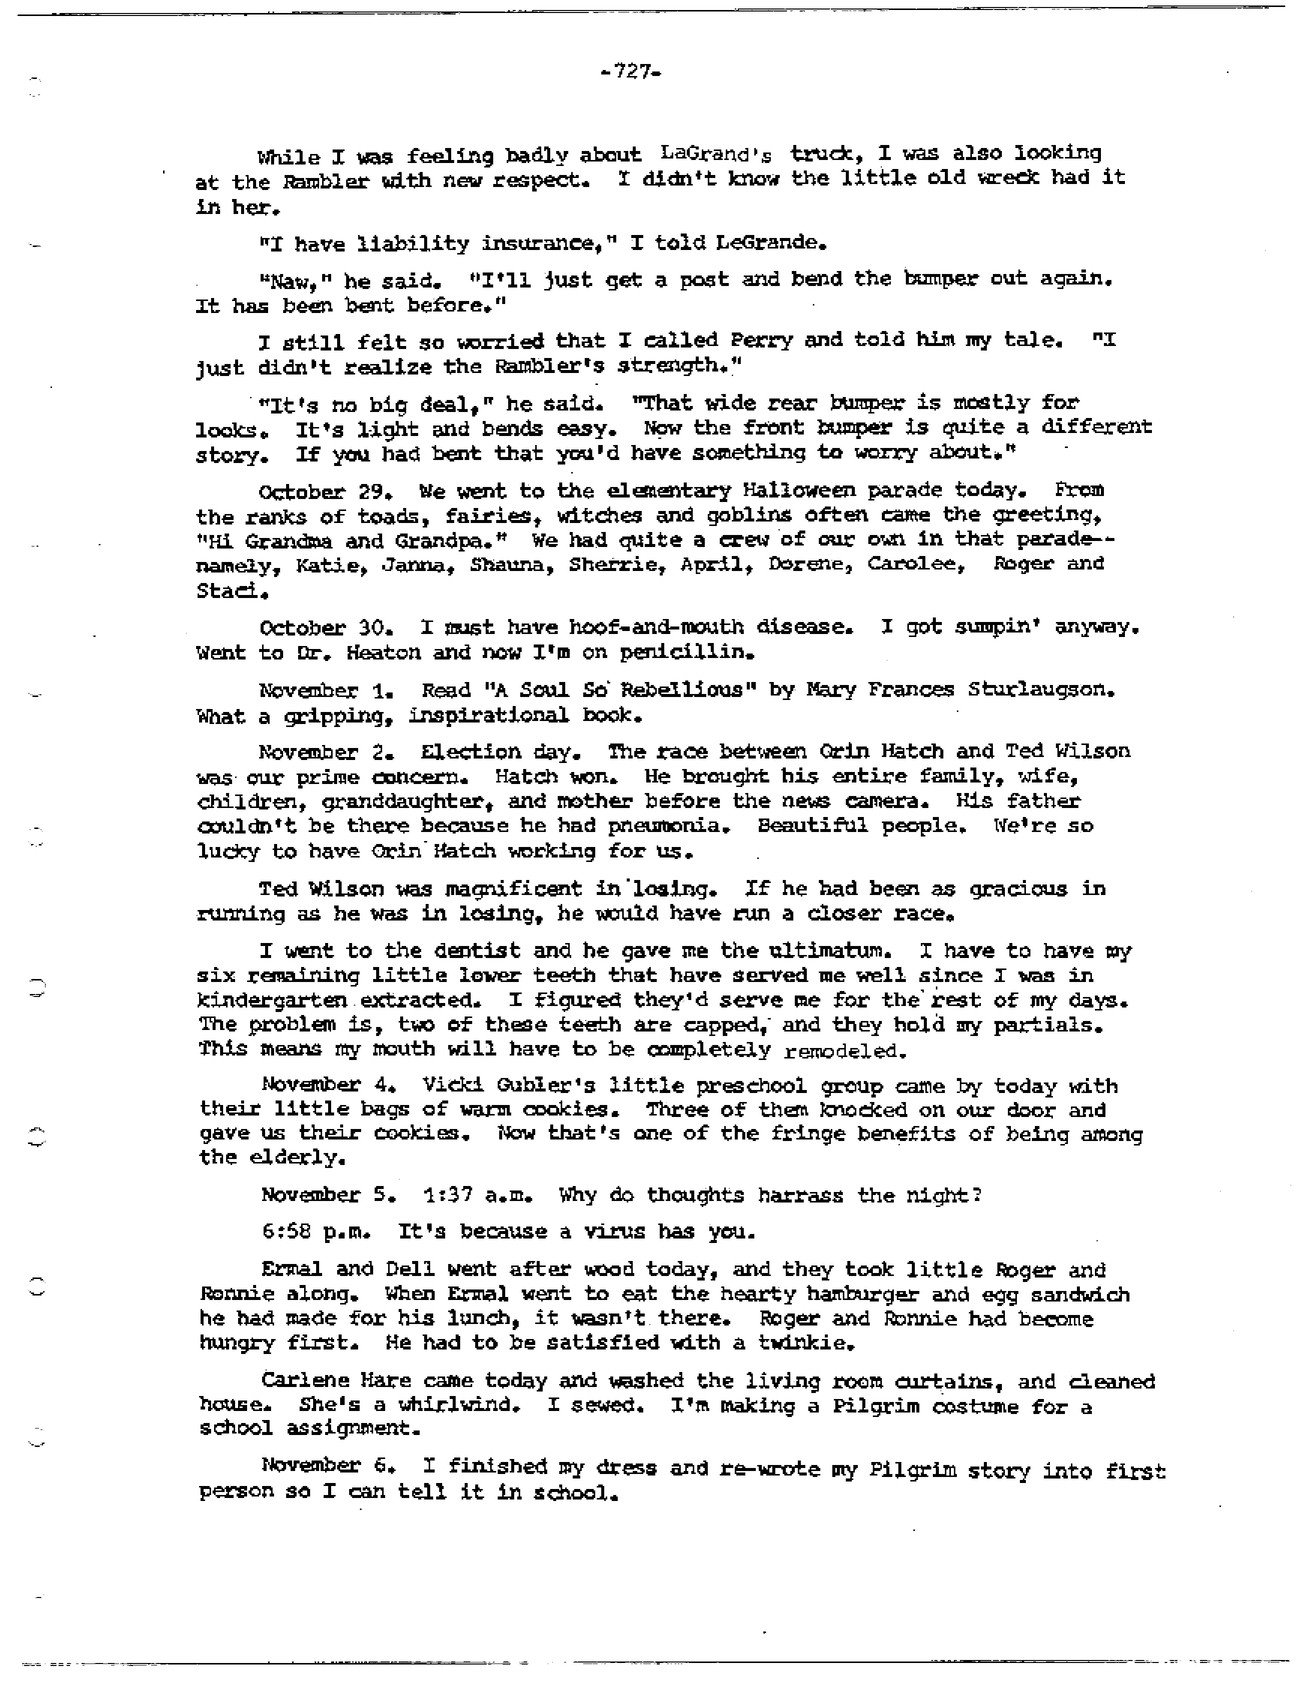 -727-
While I was feeling badly about LaGrand's truck, I was also looking
at the Rambler with new respect. I didn't know the little old wreck had it
in her.
"I have liability insurance," I told LeGrande.
"Naw," he said. "I'll just get a post and bend the bumper out again.
It has been bent before."
I still felt so worried that I called Perry and told him my tale. "I
just didn't realize the Rambler's strength."
"It's no big deal," he said. "That wide rear bumper is mostly for
looks. It's light and bends easy. Now the front bumper is quite a different
story. If you had bent that you'd have something to worry about."
October 29. We went to the elementary Halloween parade today. From
the ranks of toads, fairies, witches and goblins often came the greeting,
"Hi Grandma and Grandpa." We had quite a crew of our own in that parade--
namely, Katie, Janna, Shauna, Sherrie, April, Dorene, Carolee, Roger and
Staci.
October 30. I must have hoof-and-mouth disease. I got sumpin' anyway.
Went to Dr. Heaton and now I'm on penicillin.
November 1. Read "A Soul So Rebellious" by Mary Frances Sturlaugson.
What a gripping, inspirational book.
November 2. Election day. The race between Orin Hatch and Ted Wilson
was our prime concern. Hatch won. He brought his entire family, wife,
children, granddaughter, and mother before the news camera. His father
couldn't be there because he had pneumonia. Beautiful people. We're so
lucky to have Orin Hatch working for us.
Ted Wilson was magnificent in losing. If he had been as gracious in
running as he was in losing, he would have run a closer race.
I went to the dentist and he gave me the ultimatum. I have to have my
six remaining little lower teeth that have served me well since I was in
kindergarten extracted. I figured they'd serve me for the rest of my days.
The problem is, two of these teeth are capped, and they hold my partials.
This means my mouth will have to be completely remodeled.
November 4. Vicki Gubler's little preschool group came by today with
their little bags of warm cookies. Three of them knocked on our door and
gave us their cookies. Now that's one of the fringe benefits of being among
the elderly.
November 5. 1:37 a.m. Why do thoughts harrass the night?
6:58 p.m. It's because a virus has you.
Ermal and Dell went after wood today, and they took little Roger and
Ronnie along. When Ermal went to eat the hearty hamburger and egg sandwich
he had made for his lunch, it wasn't there. Roger and Ronnie had become
hungry first. He had to be satisfied with a twinkie.
Carlene Hare came today and washed the living room curtains, and cleaned
house. She's a whirlwind. I sewed. I'm making a Pilgrim costume for a
school assignment.
November 6. I finished my dress and re-wrote my Pilgrim story into first
person so I can tell it in school.